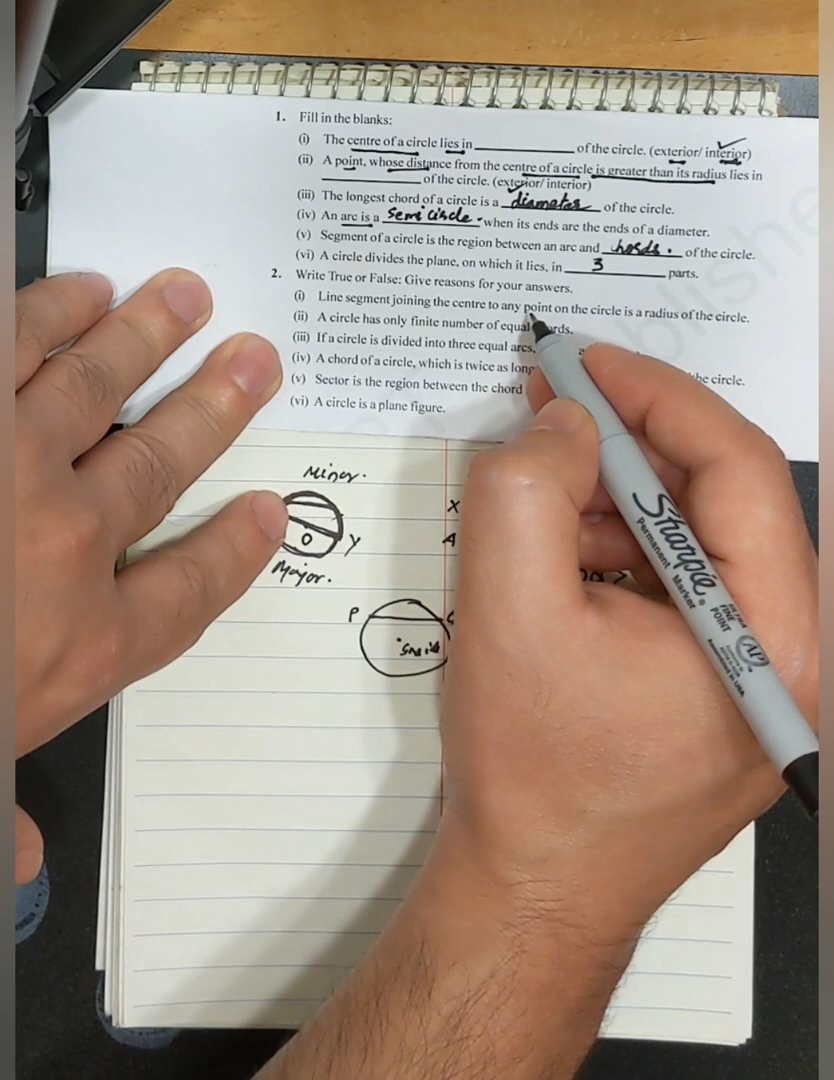 1. Fill in the blanks:
(i) The centre of a circle lies in __________ of the circle. (exterior/ interior)
(ii) A point, whose distance from the centre of a circle is greater than its radius lies in
__________ of the circle. (exterior/ interior)
(iii) The longest chord of a circle is a diameter of the circle.
(iv) An arc is a Semi circle. when its ends are the ends of a diameter.
(v) Segment of a circle is the region between an arc and hords. of the circle.
(vi) A circle divides the plane, on which it lies, in 3 parts.
2. Write True or False: Give reasons for your answers.
(i) Line segment joining the centre to any point on the circle is a radius of the circle.
(ii) A circle has only finite number of equal
(iii) If a circle is divided into three equal arcs,
(iv) A chord of a circle, which is twice as long the circle.
(v) Sector is the region between the chord
(vi) A circle is a plane figure.
Minor.
X
O Y
A
Major.
P
Sharpie.
Permanent Marker
POINT
AP